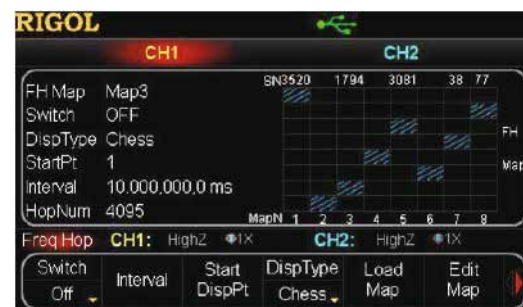 RIGOL
CH1 CH2
FH Map Map3
Switch OFF
DispType Chess
StartPt 1
Interval 10.000,000,0 ms
HopNum 4095
SN3520 1794 3081 38 77
FH
Map
MapN 1 2 3 4 5 6 7 8
Freq Hop CH1: HighZ 1X CH2: HighZ 1X
Switch Off
Interval
Start DispPt
DispType Chess
Load Map
Edit Map